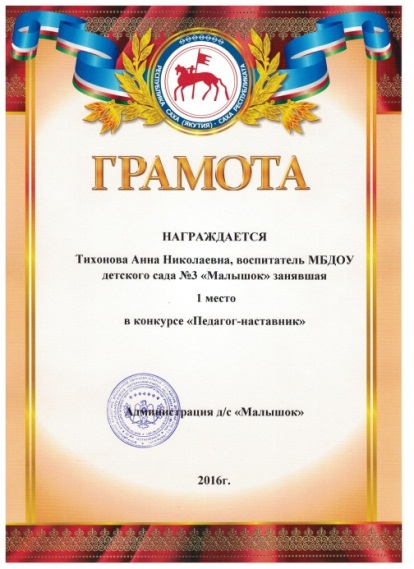 РЕСПУБЛИКА САХА (ЯКУТИЯ) · САХА РЕСПУБЛИКАТА
ГРАМОТА
НАГРАЖДАЕТСЯ
Тихонова Анна Николаевна, воспитатель МБДОУ
детского сада №3 «Малышок» занявшая
1 место
в конкурсе «Педагог-наставник»
Администрация д/с «Малышок»
2016г.